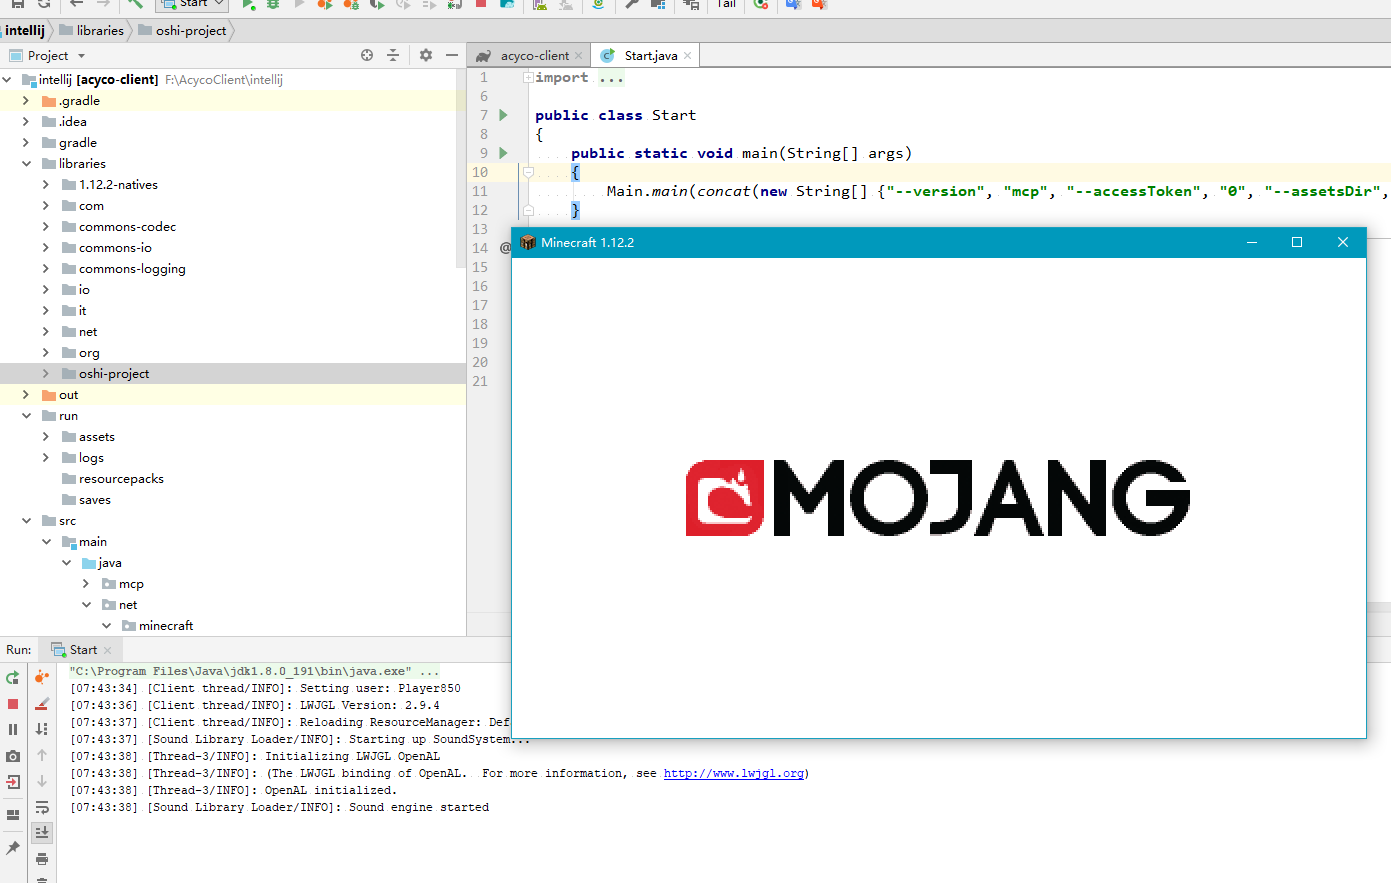 Start
Tail
intellij libraries oshi-project
Project
acyco-client Start.java
intellij [acyco-client] F:\AcycoClient\intellij
.gradle
.idea
gradle
libraries
1.12.2-natives
com
commons-codec
commons-io
commons-logging
io
it
net
org
oshi-project
out
run
assets
logs
resourcepacks
saves
src
main
java
mcp
net
minecraft
1 import ...
6
7 public class Start
8 {
9 public static void main(String[] args)
10 {
11 Main.main(concat(new String[] {"--version", "mcp", "--accessToken", "0", "--assetsDir",
12 }
13
14 @
15
16
17
18
19
20
21
Minecraft 1.12.2
MOJANG
Run: Start
"C:\Program Files\Java\jdk1.8.0_191\bin\java.exe" ...
[07:43:34] [Client thread/INFO]: Setting user: Player850
[07:43:36] [Client thread/INFO]: LWJGL Version: 2.9.4
[07:43:37] [Client thread/INFO]: Reloading ResourceManager: Def
[07:43:37] [Sound Library Loader/INFO]: Starting up SoundSystem...
[07:43:38] [Thread-3/INFO]: Initializing LWJGL OpenAL
[07:43:38] [Thread-3/INFO]: (The LWJGL binding of OpenAL. For more information, see http://www.lwjgl.org)
[07:43:38] [Thread-3/INFO]: OpenAL initialized.
[07:43:38] [Sound Library Loader/INFO]: Sound engine started